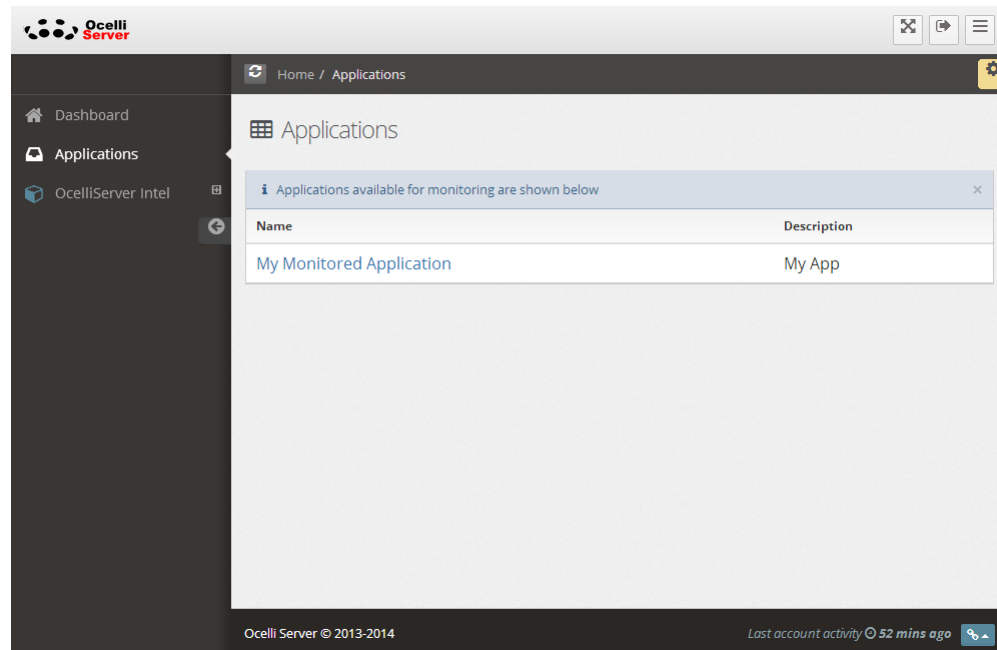 Ocelli
Server
Home / Applications
Dashboard
Applications
OcelliServer Intel
Applications
Applications available for monitoring are shown below
Name Description
My Monitored Application My App
Ocelli Server © 2013-2014 Last account activity 52 mins ago